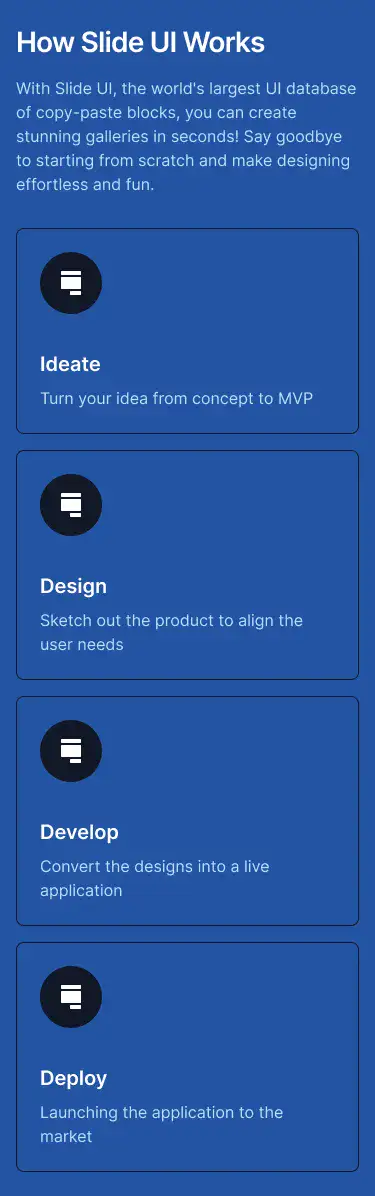 How Slide UI Works
With Slide UI, the world's largest UI database
of copy-paste blocks, you can create
stunning galleries in seconds! Say goodbye
to starting from scratch and make designing
effortless and fun.
Ideate
Turn your idea from concept to MVP
Design
Sketch out the product to align the
user needs
Develop
Convert the designs into a live
application
Deploy
Launching the application to the
market